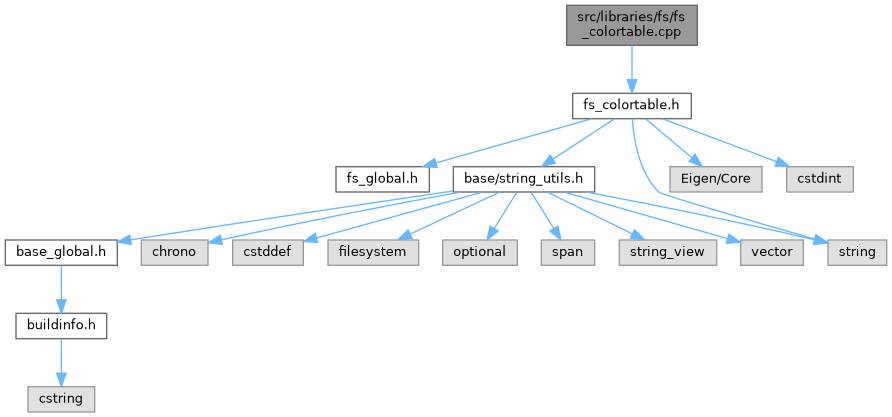 src/libraries/fs/fs
_colortable.cpp
fs_colortable.h
fs_global.h
base/string_utils.h
Eigen/Core
cstdint
base_global.h
chrono
cstddef
filesystem
optional
span
string_view
vector
string
buildinfo.h
cstring